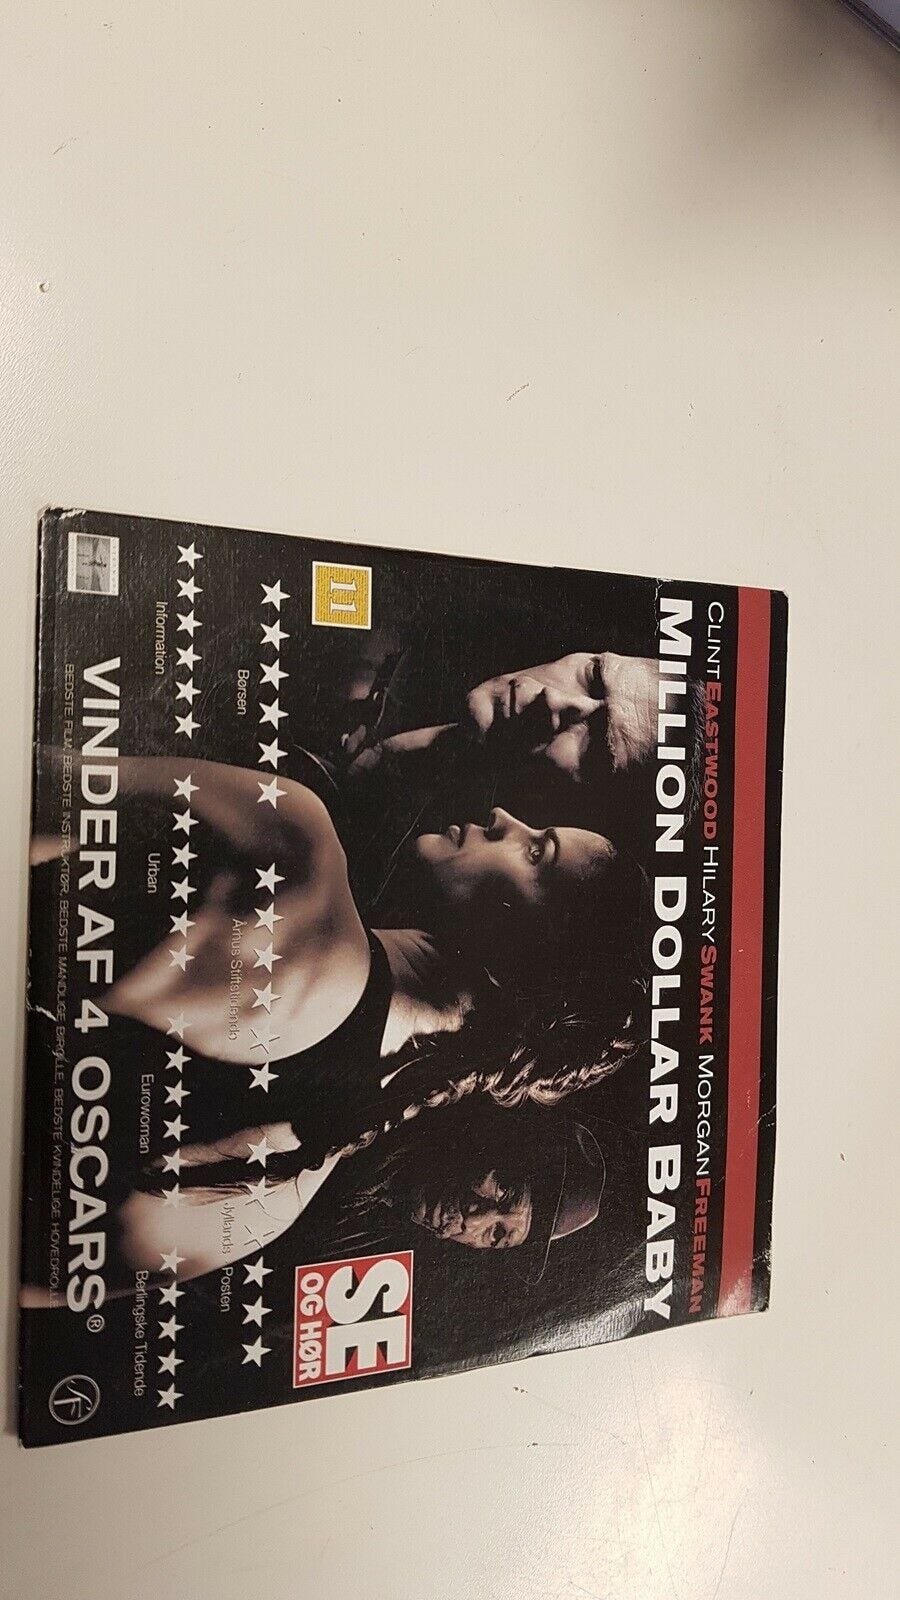 CLINT EASTWOOD HILARY SWANK MORGAN FREEMAN
MILLION DOLLAR BABY
11
SE
OG HØR
Børsen
Århus Stiftstidende
Jyllands Posten
Information
Urban
Eurowoman
Berlingske Tidende
VINDER AF 4 OSCARS®
BEDSTE FILM, BEDSTE INSTRUKTØR, BEDSTE MANDLIGE BIROLLE, BEDSTE KVINDELIGE HOVEDROLLE
SF